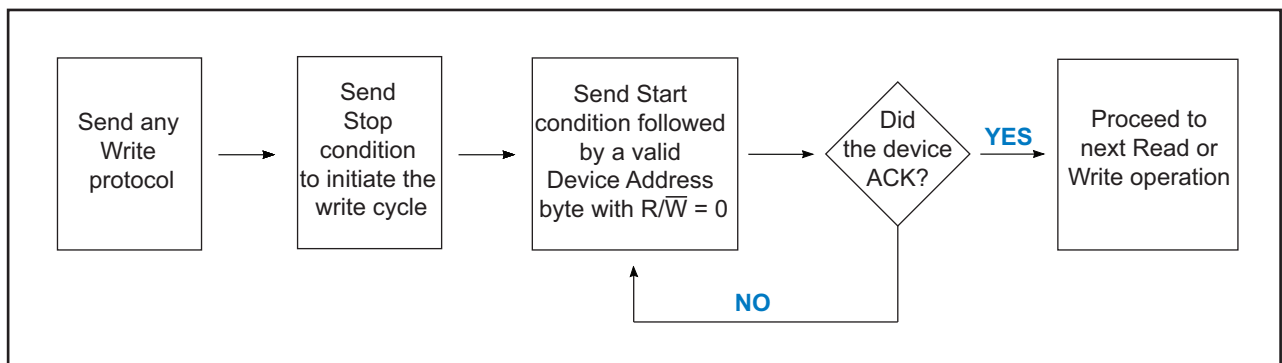 Send any
Write
protocol
Send
Stop
condition
to initiate the
write cycle
Send Start
condition followed
by a valid
Device Address
byte with R/W̅ = 0
Did
the device
ACK?
YES
NO
Proceed to
next Read or
Write operation